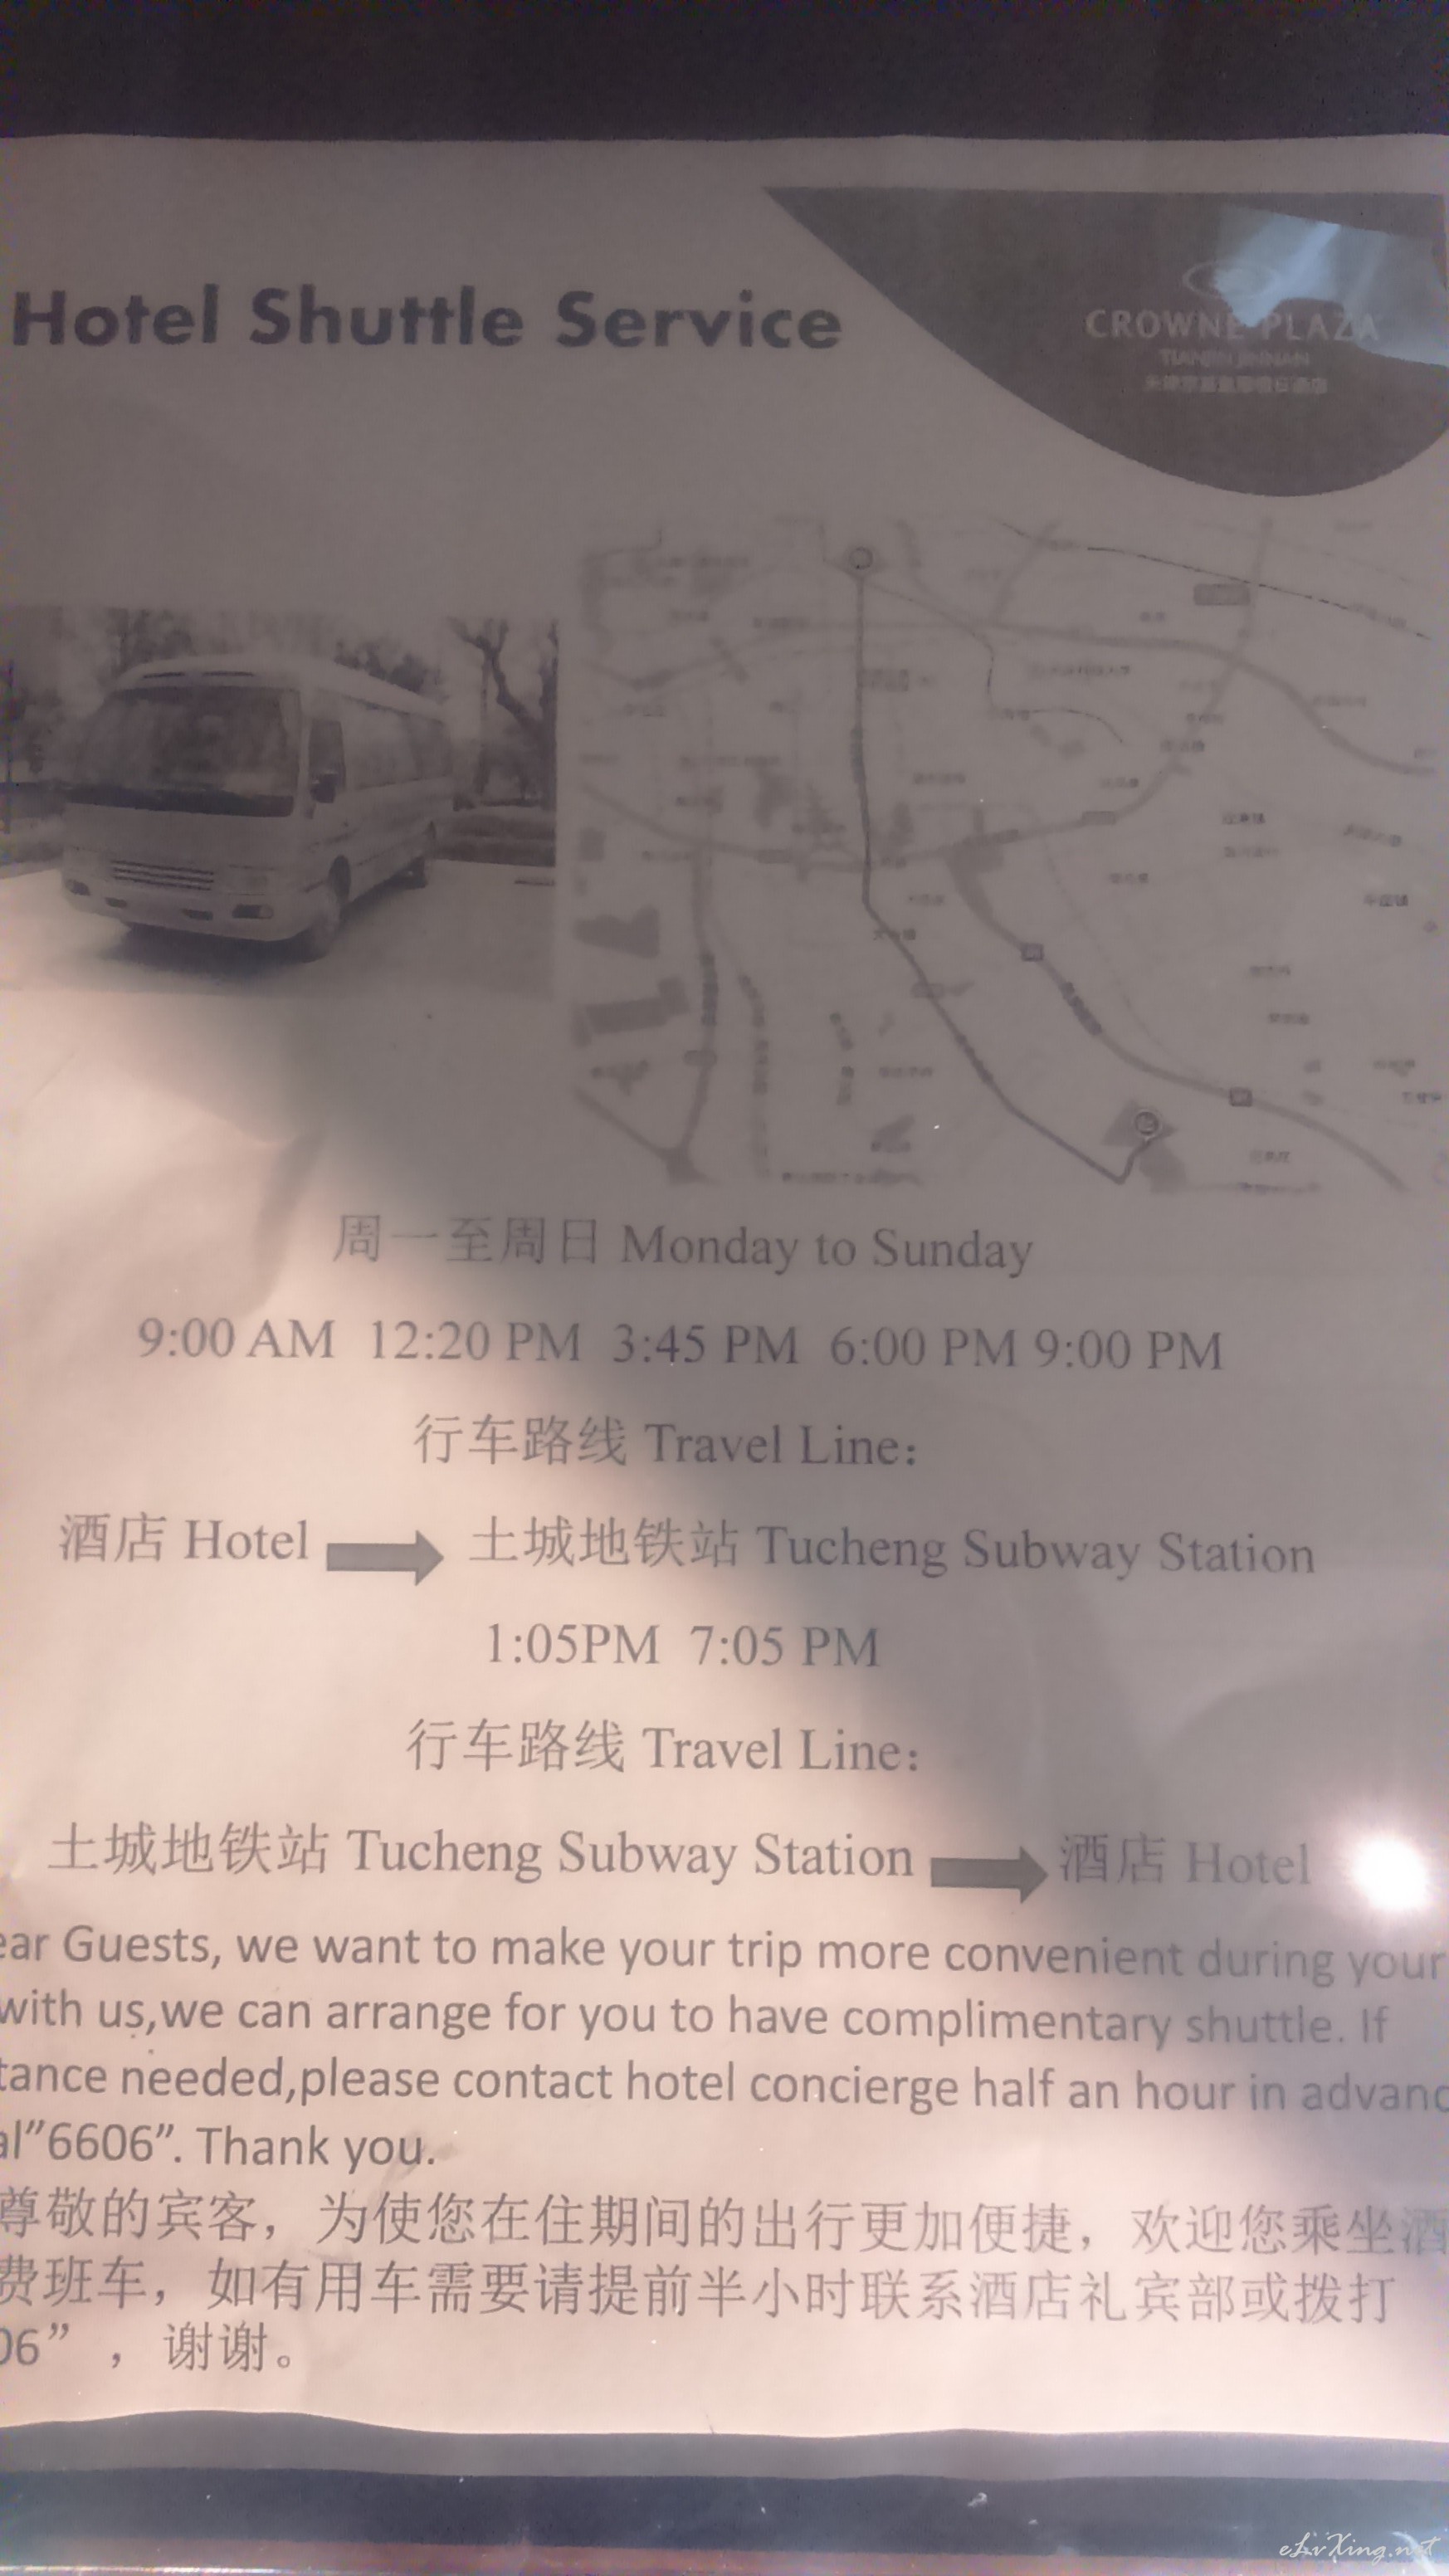 Hotel Shuttle Service
CROWNE PLAZA
TIANJIN JINNAN
周一至周日 Monday to Sunday
9:00 AM 12:20 PM 3:45 PM 6:00 PM 9:00 PM
行车路线 Travel Line:
酒店 Hotel 土城地铁站 Tucheng Subway Station
1:05PM 7:05 PM
行车路线 Travel Line:
土城地铁站 Tucheng Subway Station 酒店 Hotel
ear Guests, we want to make your trip more convenient during your
with us,we can arrange for you to have complimentary shuttle. If
tance needed,please contact hotel concierge half an hour in advanc
al"6606". Thank you.
尊敬的宾客，为使您在住期间的出行更加便捷，欢迎您乘坐酒
费班车，如有用车需要请提前半小时联系酒店礼宾部或拨打
06”，谢谢。
eLvXing.net